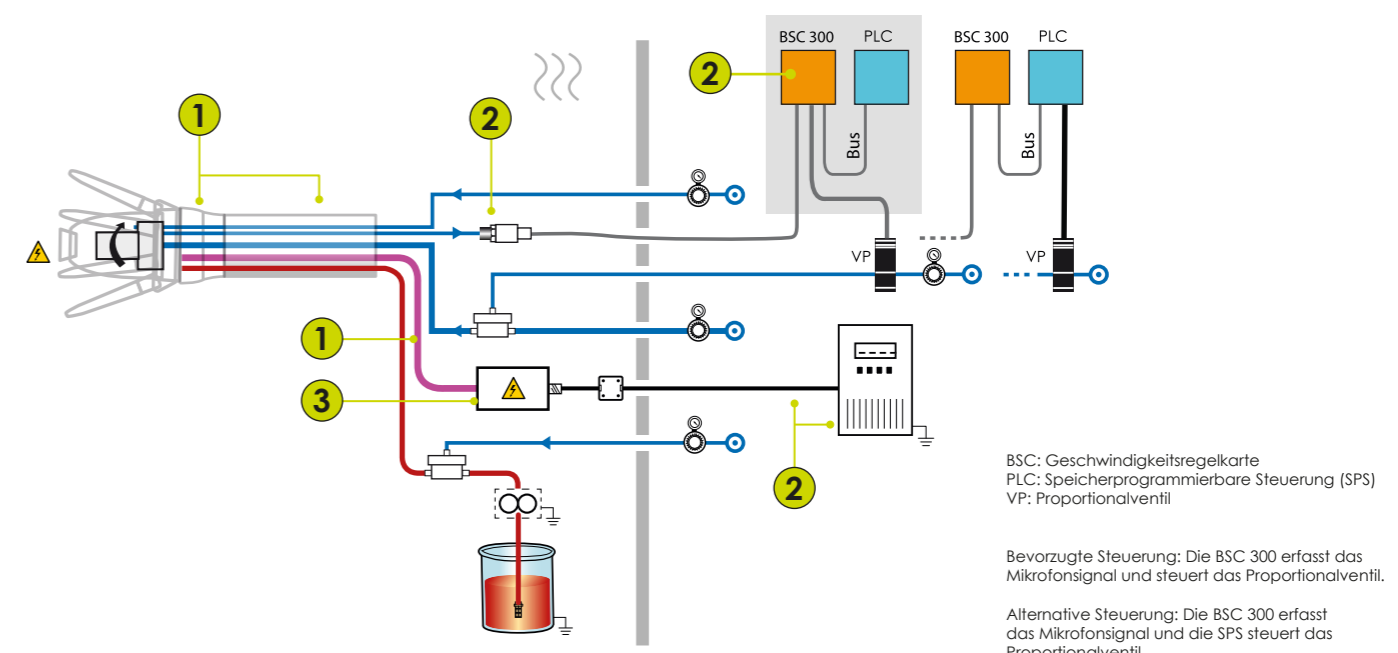 BSC 300
PLC
BSC 300
PLC
2
1
2
Bus
Bus
VP
VP
1
3
2
BSC: Geschwindigkeitsregelkarte
PLC: Speicherprogrammierbare Steuerung (SPS)
VP: Proportionalventil
Bevorzugte Steuerung: Die BSC 300 erfasst das
Mikrofonsignal und steuert das Proportionalventil.
Alternative Steuerung: Die BSC 300 erfasst
das Mikrofonsignal und die SPS steuert das
Proportionalventil